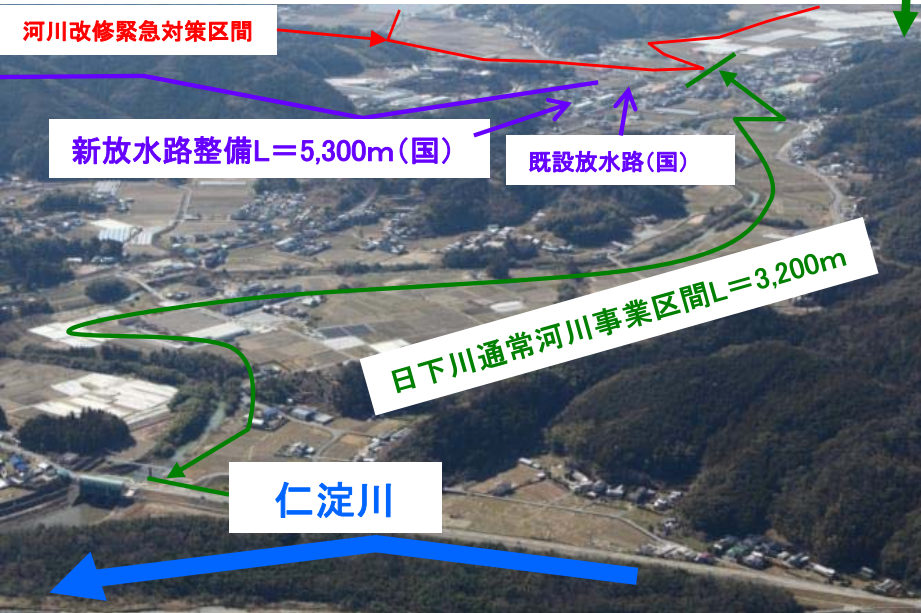 河川改修緊急対策区間
新放水路整備L=5,300m(国)
既設放水路(国)
日下川通常河川事業区間L=3,200m
仁淀川